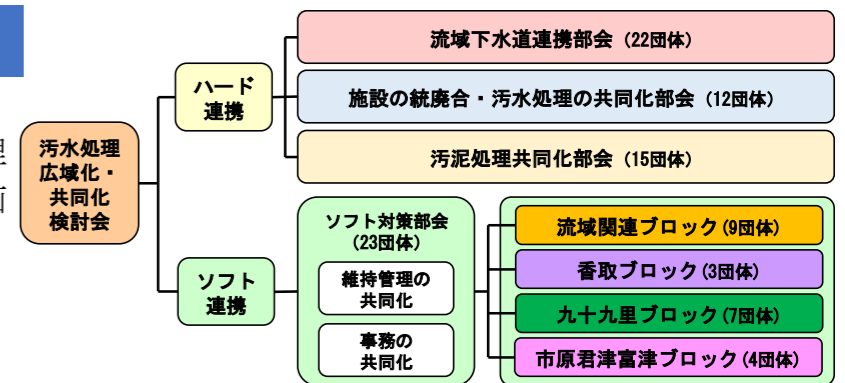 理
画
汚水処理
広域化・
共同化
検討会
ハード
連携
流域下水道連携部会（22団体）
施設の統廃合・汚水処理の共同化部会（12団体）
汚泥処理共同化部会（15団体）
ソフト
連携
ソフト対策部会
（23団体）
維持管理の
共同化
事務の
共同化
流域関連ブロック（9団体）
香取ブロック（3団体）
九十九里ブロック（7団体）
市原君津富津ブロック（4団体）